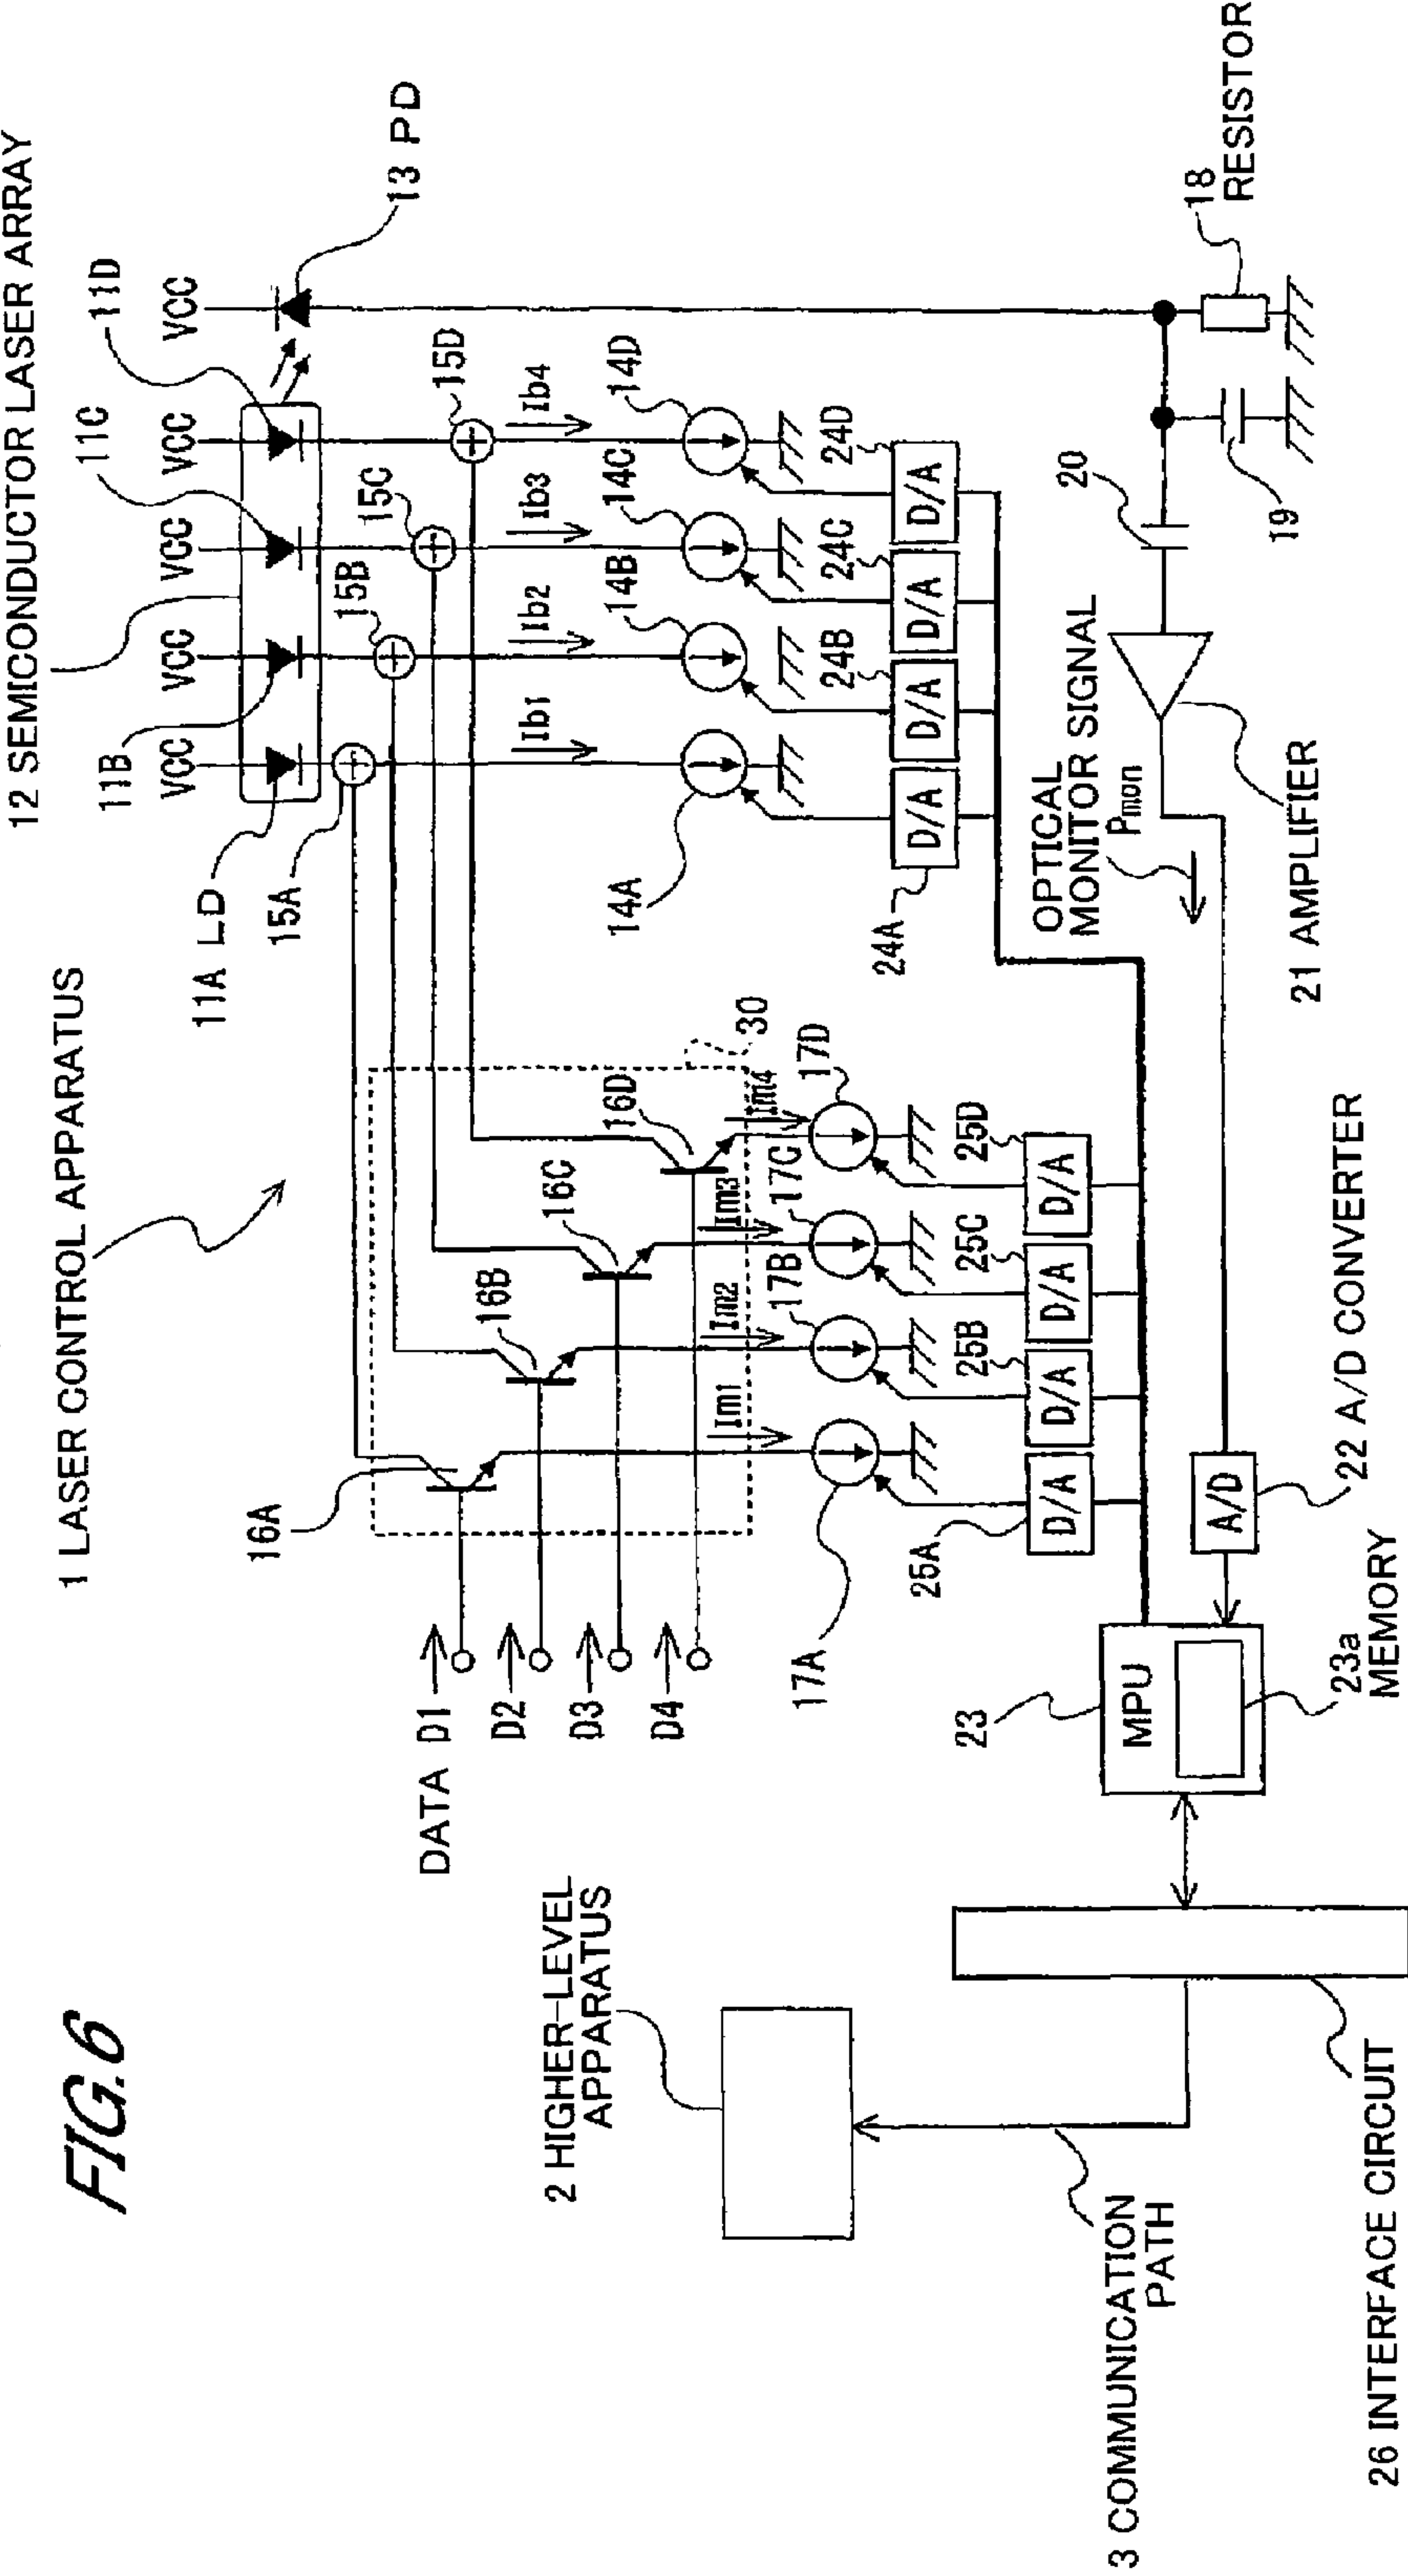 FIG.6
1 LASER CONTROL APPARATUS
12 SEMICONDUCTOR LASER ARRAY
11A LD
11B
11C
11D
VCC
VCC
VCC
VCC
VCC
13 PD
15A
15B
15C
15D
Ib1
Ib2
Ib3
Ib4
14A
14B
14C
14D
24A
24B
24C
24D
D/A
D/A
D/A
D/A
DATA D1
D2
D3
D4
16A
16B
16C
16D
30
Im1
Im2
Im3
Im4
17A
17B
17C
17D
25A
25B
25C
25D
D/A
D/A
D/A
D/A
2 HIGHER-LEVEL
APPARATUS
3 COMMUNICATION
PATH
26 INTERFACE CIRCUIT
23
MPU
23a
MEMORY
A/D
22 A/D CONVERTER
OPTICAL
MONITOR SIGNAL
Pmon
21 AMPLIFIER
20
19
18
RESISTOR